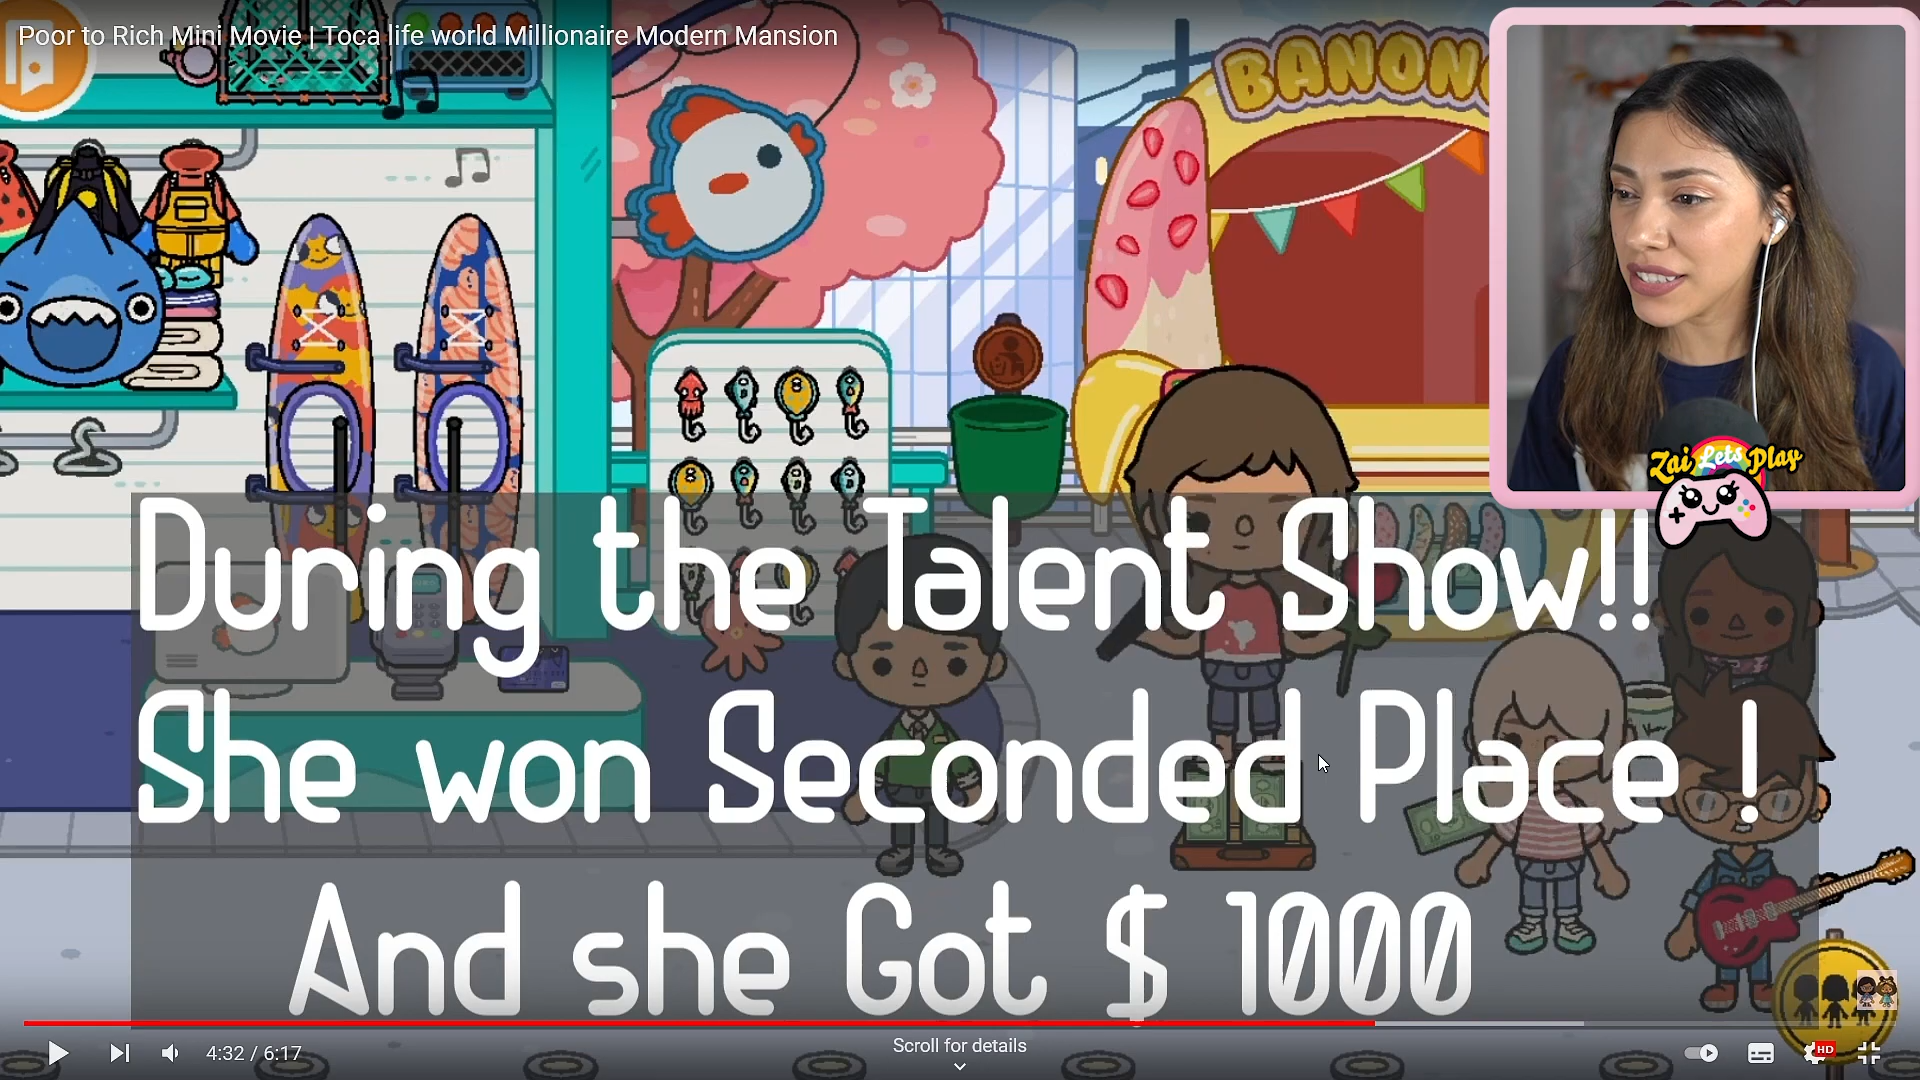 Poor to Rich Mini Movie | Toca life world Millionaire Modern Mansion
BANON
Zai Lets Play
During the Talent Show!!
She won Seconded Place !
And she Got $ 1000
4:32 / 6:17
Scroll for details
HD